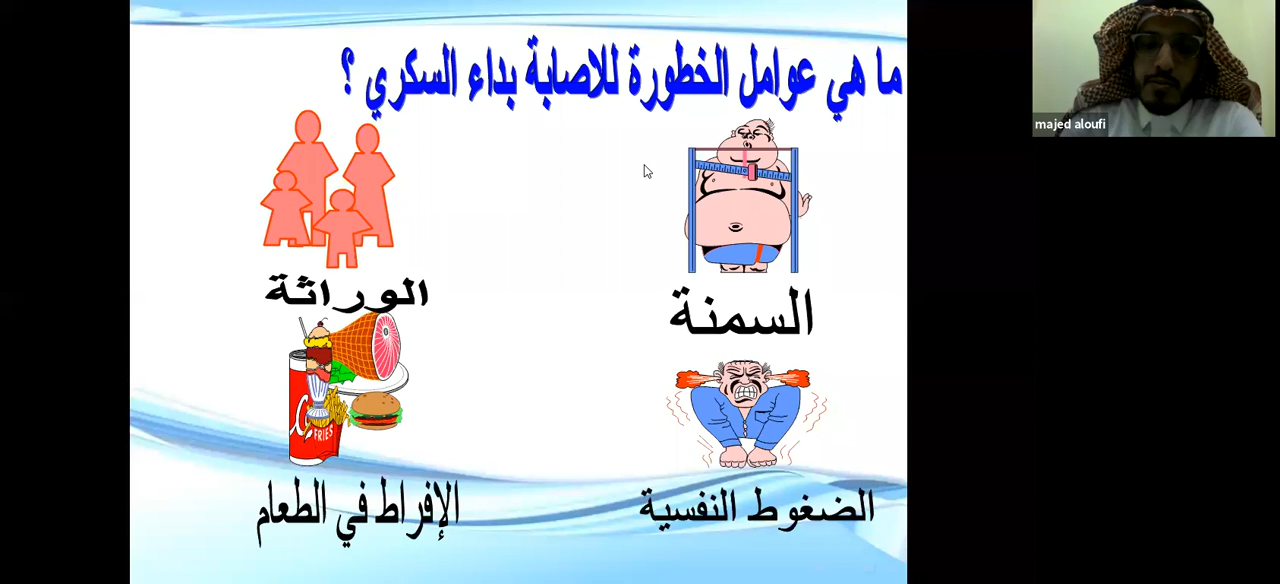 ما هي عوامل الخطورة للاصابة بداء السكري ؟
majed aloufi
السمنة
الوراثة
FRIES
الضغوط النفسية
الإفراط في الطعام